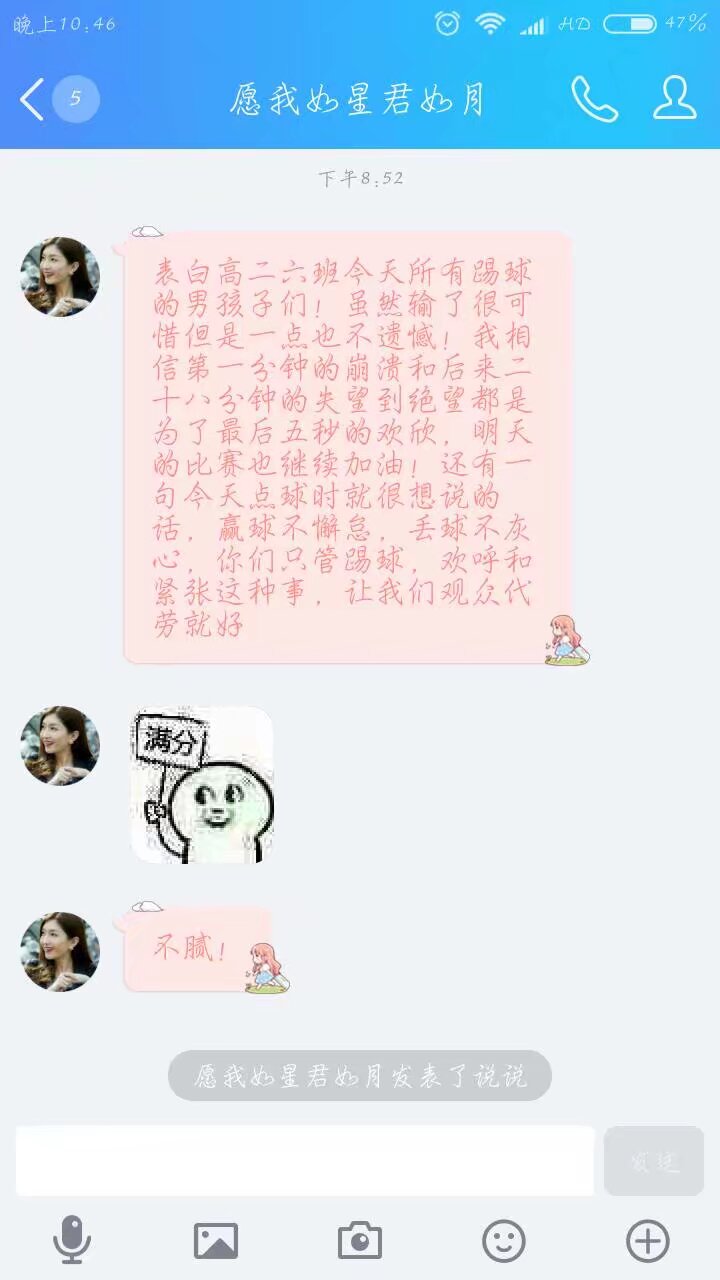 晚上10:46
HD
47%
5
愿我如星君如月
下午8:52
表白高二六班今天所有踢球
的男孩子们！虽然输了很可
惜但是一点也不遗憾！我相
信第一分钟的崩溃和后来二
十八分钟的失望到绝望都是
为了最后五秒的欢欣，明天
的比赛也继续加油！还有一
句今天点球时就很想说的
话，赢球不懈怠，丢球不灰
心，你们只管踢球，欢呼和
紧张这种事，让我们观众代
劳就好
满分
不腻！
愿我如星君如月发表了说说
发送